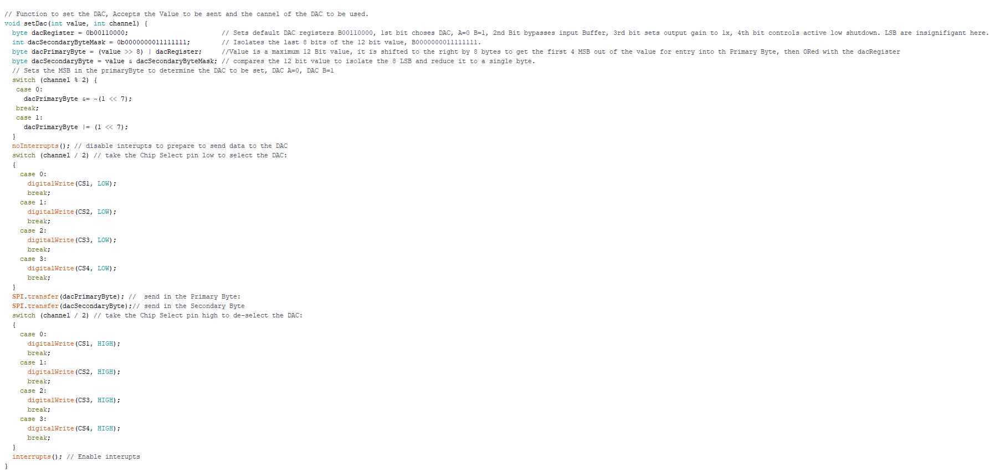 // Function to set the DAC, Accepts the Value to be sent and the cannel of the DAC to be used.
void setDac(int value, int channel) {
  byte dacRegister = 0b00110000;                        // Sets default DAC registers B00110000, 1st bit choses DAC, A=0 B=1, 2nd Bit bypasses input Buffer, 3rd bit sets output gain to 1x, 4th bit controls active low shutdown. LSB are insignifigant here.
  int dacSecondaryByteMask = 0b0000000011111111;        // Isolates the last 8 bits of the 12 bit value, B0000000011111111.
  byte dacPrimaryByte = (value >> 8) | dacRegister;     //Value is a maximum 12 Bit value, it is shifted to the right by 8 bytes to get the first 4 MSB out of the value for entry into th Primary Byte, then ORed with the dacRegister
  byte dacSecondaryByte = value & dacSecondaryByteMask; // compares the 12 bit value to isolate the 8 LSB and reduce it to a single byte.
  // Sets the MSB in the primaryByte to determine the DAC to be set, DAC A=0, DAC B=1
  switch (channel % 2) {
   case 0:
     dacPrimaryByte &= ~(1 << 7);
   break;
   case 1:
     dacPrimaryByte |= (1 << 7);
  }
  noInterrupts(); // disable interupts to prepare to send data to the DAC
  switch (channel / 2) // take the Chip Select pin low to select the DAC:
  {
    case 0:
      digitalWrite(CS1, LOW);
      break;
    case 1:
      digitalWrite(CS2, LOW);
      break;
    case 2:
      digitalWrite(CS3, LOW);
      break;
    case 3:
      digitalWrite(CS4, LOW);
      break;
  }
  SPI.transfer(dacPrimaryByte); //  send in the Primary Byte:
  SPI.transfer(dacSecondaryByte);// send in the Secondary Byte
  switch (channel / 2) // take the Chip Select pin high to de-select the DAC:
  {
    case 0:
      digitalWrite(CS1, HIGH);
      break;
    case 1:
      digitalWrite(CS2, HIGH);
      break;
    case 2:
      digitalWrite(CS3, HIGH);
      break;
    case 3:
      digitalWrite(CS4, HIGH);
      break;
  }
  interrupts(); // Enable interupts
}